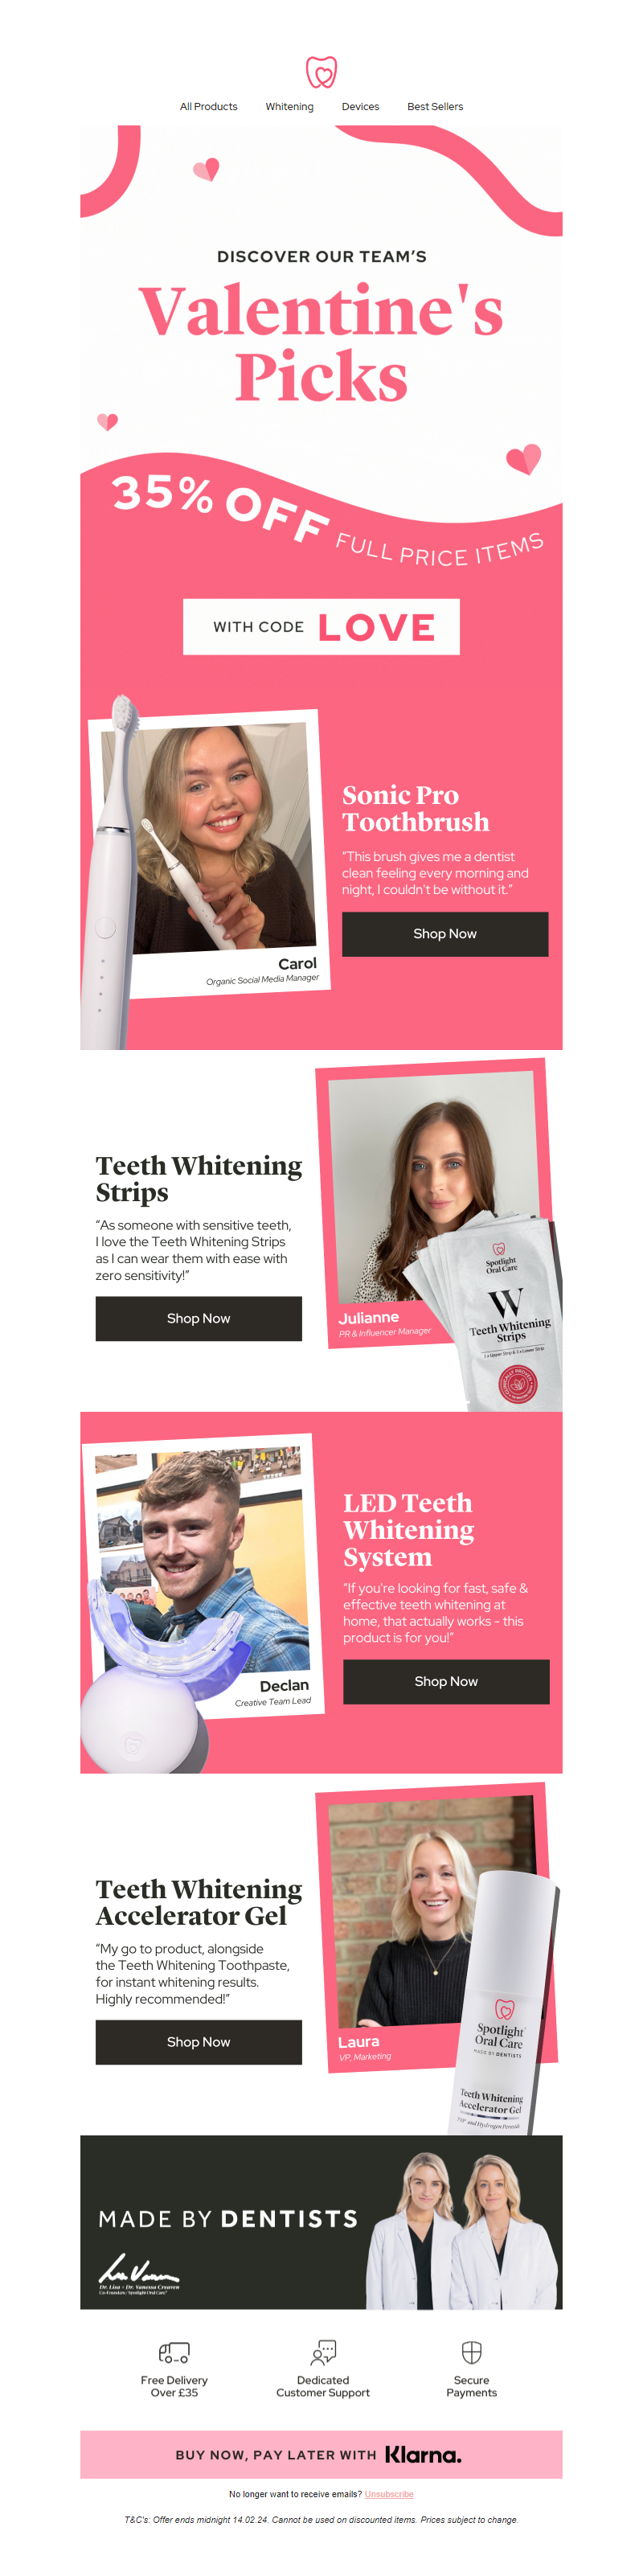 All Products Whitening Devices Best Sellers
DISCOVER OUR TEAM'S
Valentine's
Picks
35% OFF FULL PRICE ITEMS
WITH CODE LOVE
Sonic Pro
Toothbrush
"This brush gives me a dentist
clean feeling every morning and
night, I couldn't be without it."
Shop Now
Carol
Organic Social Media Manager
Teeth Whitening
Strips
"As someone with sensitive teeth,
I love the Teeth Whitening Strips
as I can wear them with ease with
zero sensitivity!"
Shop Now
Julianne
PR & Influencer Manager
Spotlight
Oral Care
W
Teeth Whitening
Strips
LED Teeth
Whitening
System
"If you're looking for fast, safe &
effective teeth whitening at
home, that actually works - this
product is for you!"
Shop Now
Declan
Creative Team Lead
Teeth Whitening
Accelerator Gel
"My go to product, alongside
the Teeth Whitening Toothpaste,
for instant whitening results.
Highly recommended!"
Shop Now
Laura
VP, Marketing
Spotlight
Oral Care
MADE BY DENTISTS
Teeth Whitening
Accelerator Gel
MADE BY DENTISTS
Dr. Lisa + Dr. Vanessa Creaven
Co-Founders / Spotlight Oral Care
Free Delivery
Over £35
Dedicated
Customer Support
Secure
Payments
BUY NOW, PAY LATER WITH Klarna.
No longer want to receive emails? Unsubscribe
T&C's: Offer ends midnight 14.02.24. Cannot be used on discounted items. Prices subject to change.